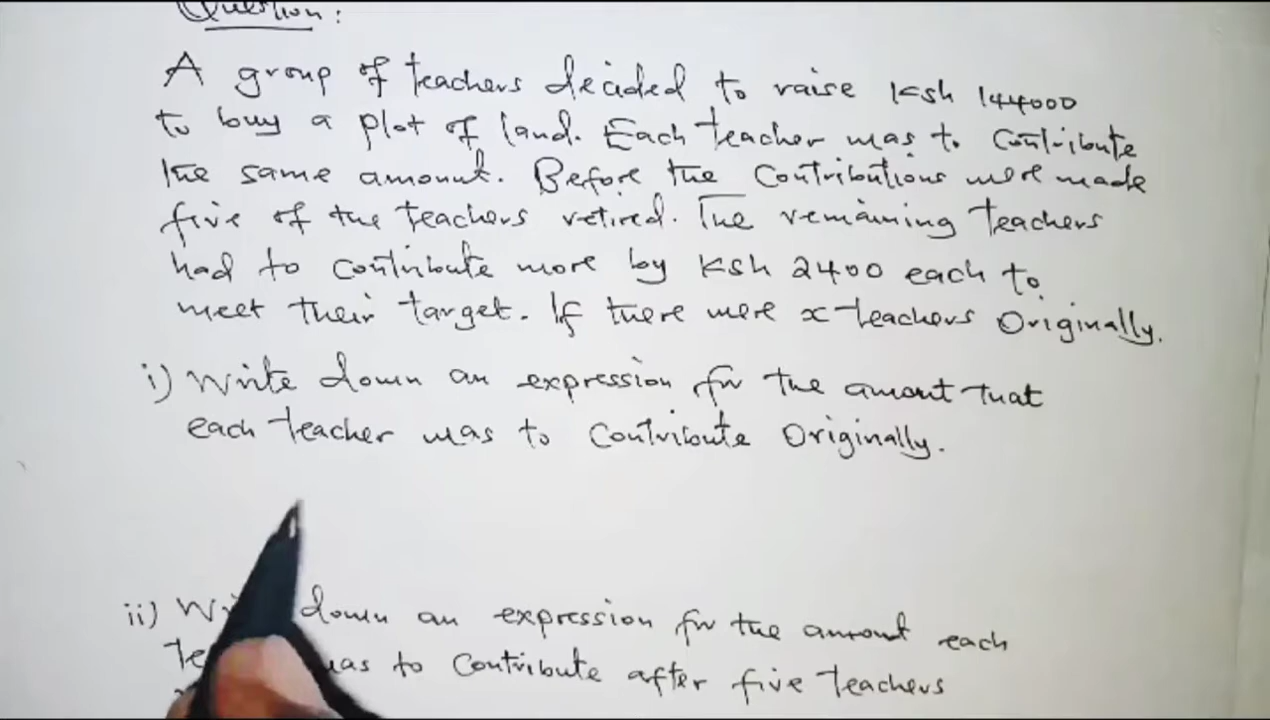 Question:
A group of teachers decided to raise Ksh 144000
to buy a plot of land. Each teacher was to Contribute
the same amount. Before the Contributions were made
five of the teachers retired. The remaining teachers
had to Contribute more by Ksh 2400 each to
meet their target. If there were x-teachers Originally.
i) Write down an expression for the amount that
each teacher was to Contribute Originally.
ii) down an expression for the amount each
to Contribute after five teachers